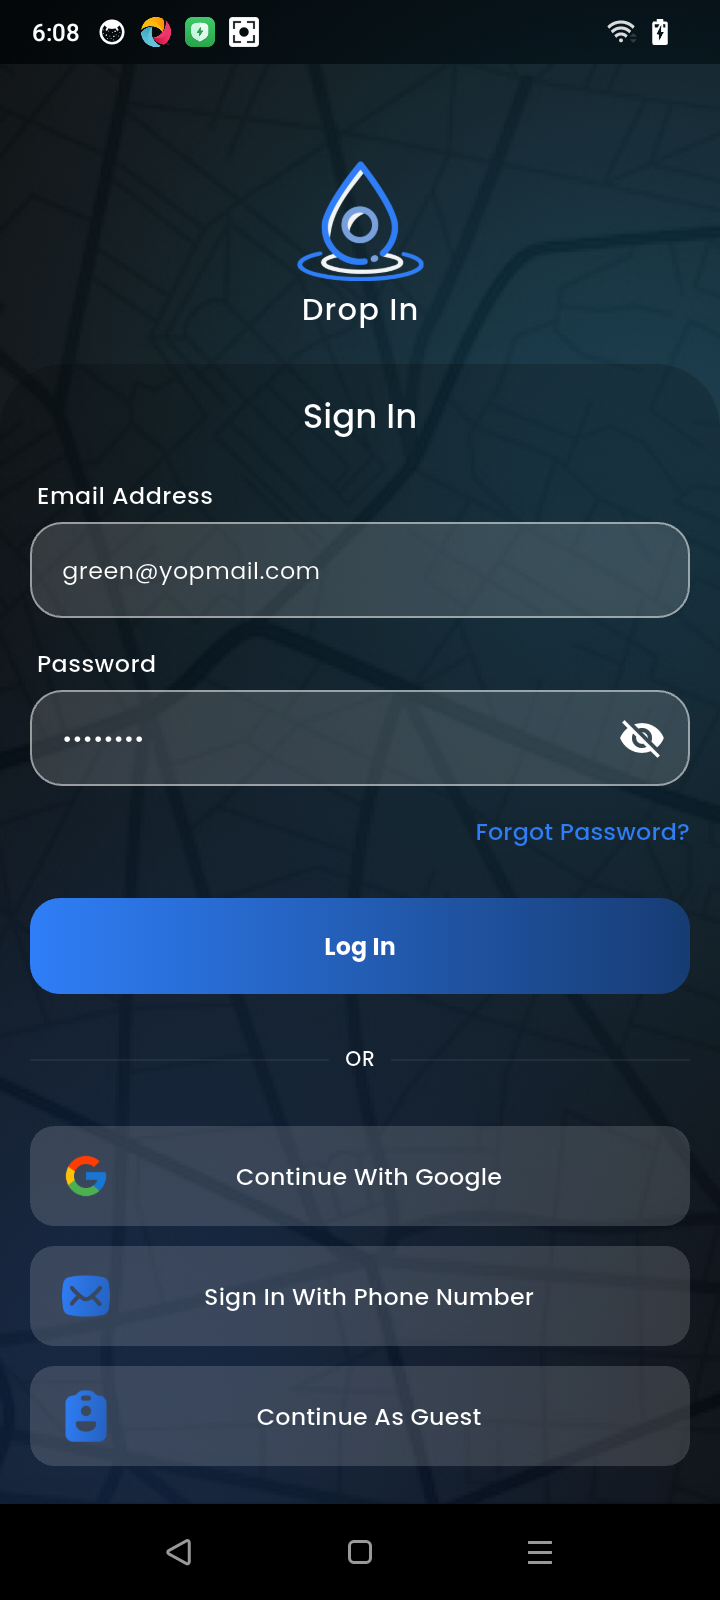 6:08
Drop In
Sign In
Email Address
green@yopmail.com
Password
••••••••
Forgot Password?
Log In
OR
Continue With Google
Sign In With Phone Number
Continue As Guest